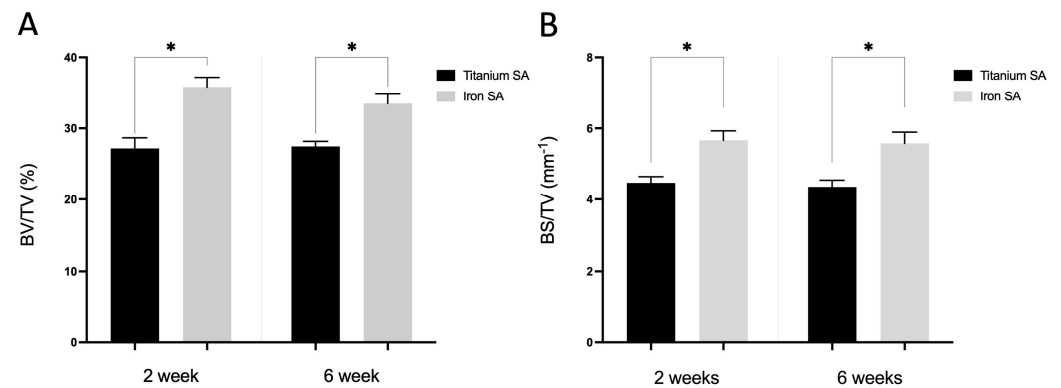 A
BV/TV (%)
40
30
20
10
0
*
*
2 week
6 week
Titanium SA
Iron SA
B
BS/TV (mm⁻¹)
8
6
4
2
0
*
*
2 weeks
6 weeks
Titanium SA
Iron SA